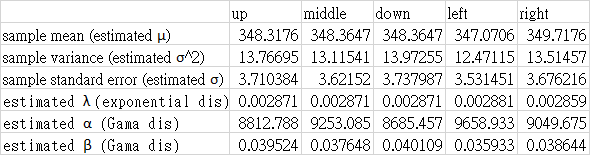 up middle down left right
sample mean (estimated μ) 348.3176 348.3647 348.3647 347.0706 349.7176
sample variance (estimated σ^2) 13.76695 13.11541 13.97255 12.47115 13.51457
sample standard error (estimated σ) 3.710384 3.62152 3.737987 3.531451 3.676216
estimated λ (exponential dis) 0.002871 0.002871 0.002871 0.002881 0.002859
estimated α (Gama dis) 8812.788 9253.085 8685.457 9658.933 9049.675
estimated β (Gama dis) 0.039524 0.037648 0.040109 0.035933 0.038644